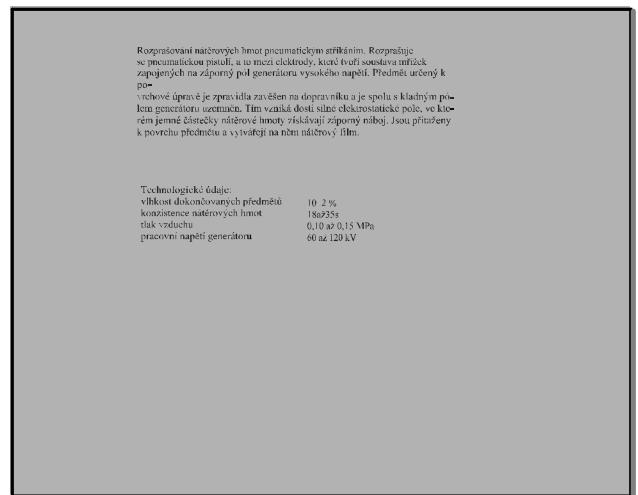 Rozprašování nátěrových hmot pneumatickým stříkáním. Rozprašuje
se pneumatickou pistolí, a to mezi elektrody, které tvoří soustava mřížek
zapojených na záporný pól generátoru vysokého napětí. Předmět určený k
po-
vrchové úpravě je zpravidla zavěšen na dopravníku a je spolu s kladným po-
lem generátoru uzemněn. Tím vzniká dosti silné elektrostatické pole, ve kte-
rém jemné částečky nátěrové hmoty získávají záporný náboj. Jsou přitaženy
k povrchu předmětu a vytvářejí na něm nátěrový film.
Technologické údaje:
vlhkost dokončovaných předmětů 10 2 %
konzistence nátěrových hmot 18až35s
tlak vzduchu 0,10 až 0,15 MPa
pracovní napětí generátoru 60 až 120 kV